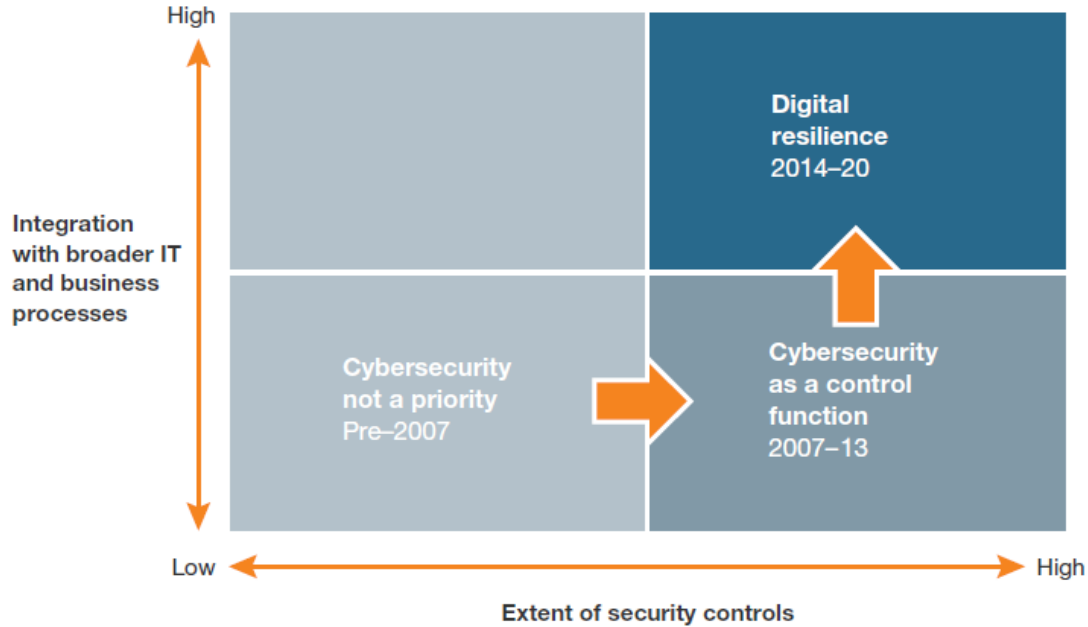 High
Digital
resilience
2014–20
Integration
with broader IT
and business
processes
Cybersecurity
not a priority
Pre–2007
Cybersecurity
as a control
function
2007–13
Low
High
Extent of security controls